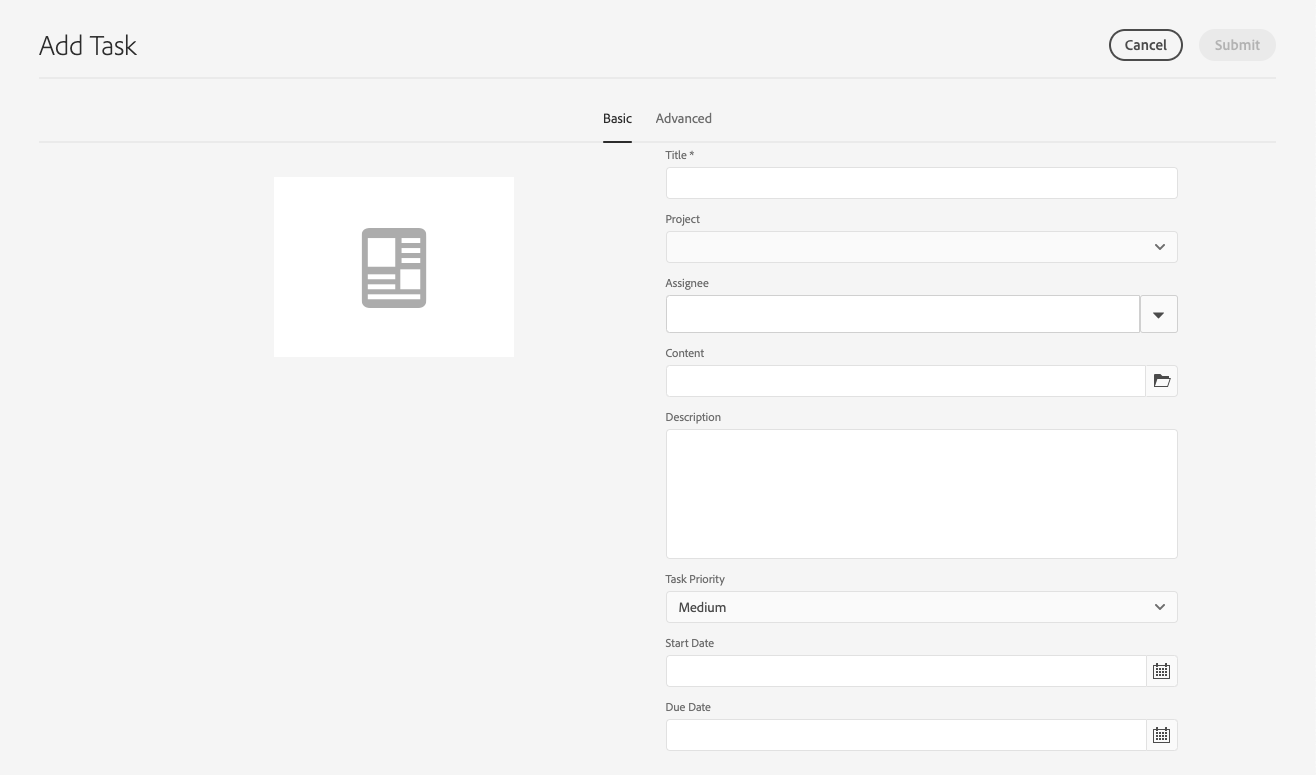 Add Task
Cancel
Submit
Basic
Advanced
Title *
Project
Assignee
Content
Description
Task Priority
Medium
Start Date
Due Date